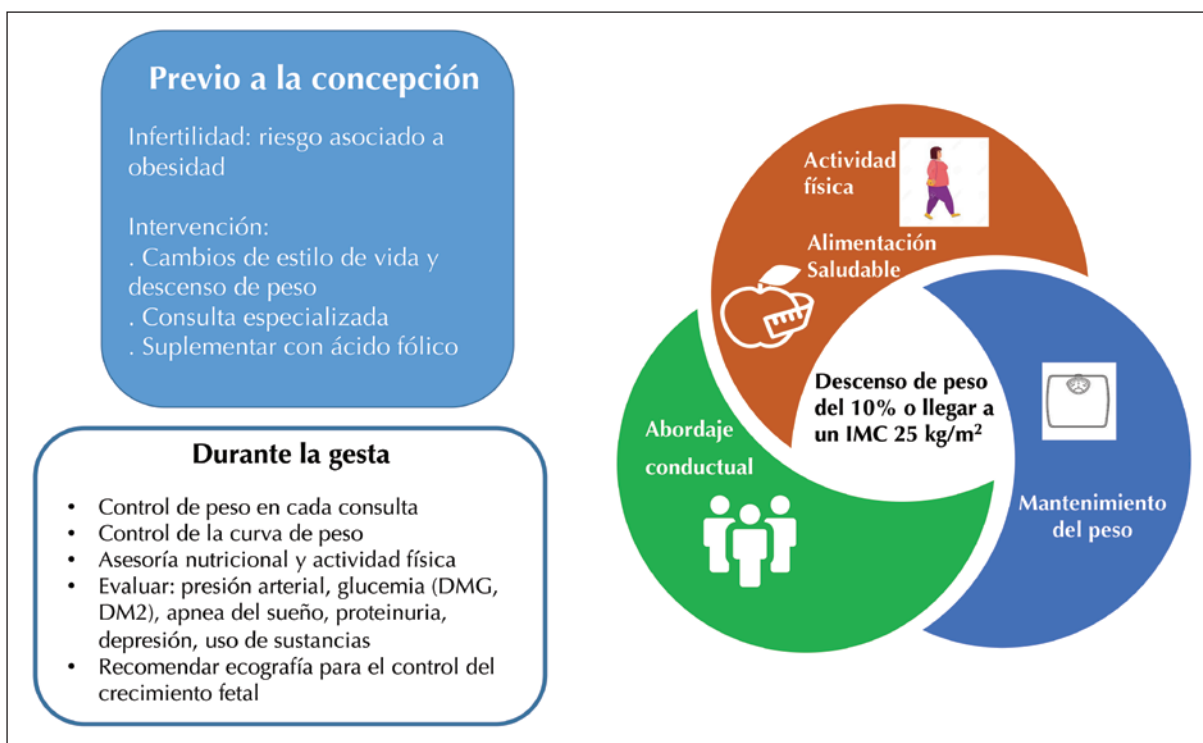 Previo a la concepción
Infertilidad: riesgo asociado a
obesidad
Intervención:
. Cambios de estilo de vida y
descenso de peso
. Consulta especializada
. Suplementar con ácido fólico
Durante la gesta
• Control de peso en cada consulta
• Control de la curva de peso
• Asesoría nutricional y actividad física
• Evaluar: presión arterial, glucemia (DMG,
DM2), apnea del sueño, proteinuria,
depresión, uso de sustancias
• Recomendar ecografía para el control del
crecimiento fetal
Actividad
física
Alimentación
Saludable
Descenso de peso
del 10% o llegar a
un IMC 25 kg/m²
Abordaje
conductual
Mantenimiento
del peso